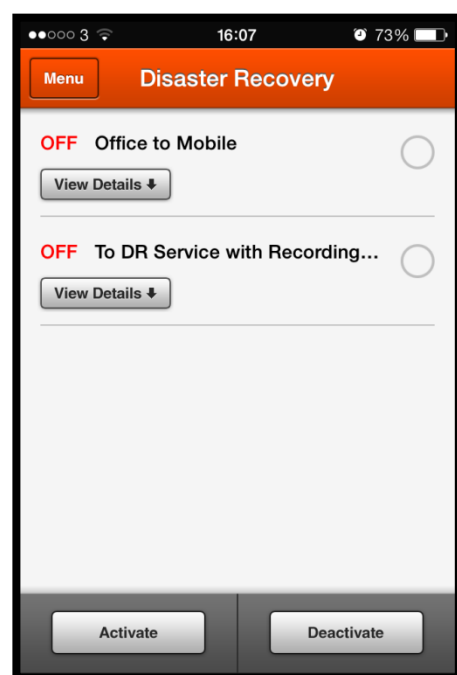 3 16:07 73%
Menu Disaster Recovery
OFF Office to Mobile
View Details
OFF To DR Service with Recording...
View Details
Activate Deactivate